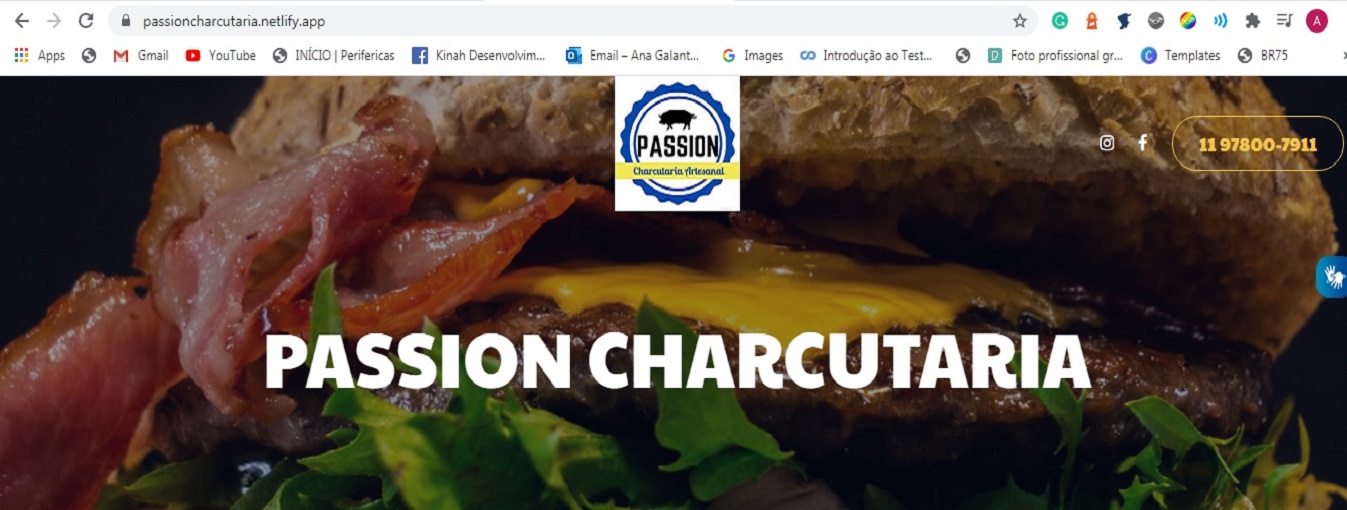 passioncharcutaria.netlify.app
A
Apps
Gmail
YouTube
INÍCIO | Perifericas
Kinah Desenvolvim...
Email – Ana Galant...
Images
Introdução ao Test...
Foto profissional gr...
Templates
BR75
PASSION
Charcutaria Artesanal
11 97800-7911
PASSION CHARCUTARIA